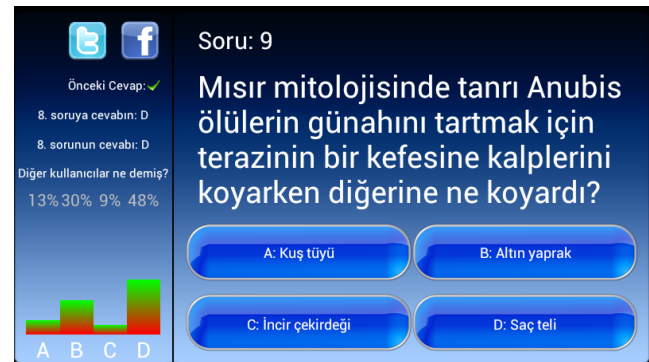 Önceki Cevap:
8. soruya cevabın: D
8. sorunun cevabı: D
Diğer kullanıcılar ne demiş?
13% 30% 9% 48%
A B C D
Soru: 9
Mısır mitolojisinde tanrı Anubis
ölülerin günahını tartmak için
terazinin bir kefesine kalplerini
koyarken diğerine ne koyardı?
A: Kuş tüyü
B: Altın yaprak
C: İncir çekirdeği
D: Saç teli